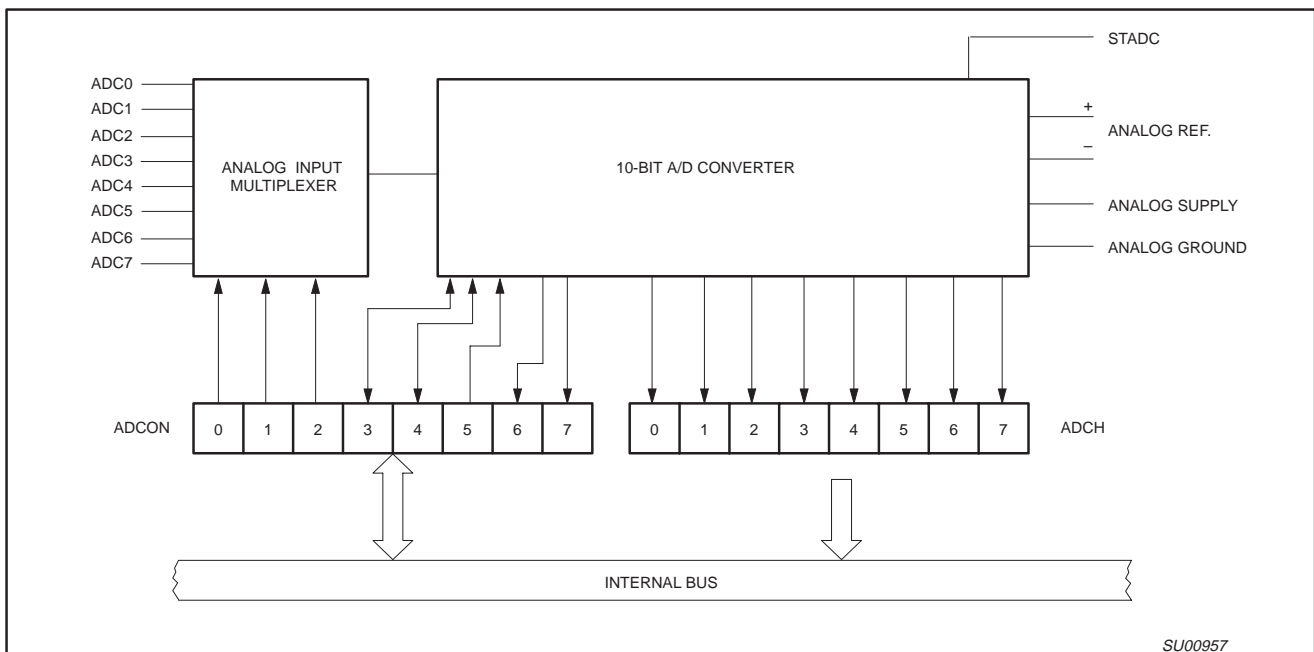 STADC
ADC0
ADC1
ADC2
ADC3
ADC4
ADC5
ADC6
ADC7
ANALOG INPUT
MULTIPLEXER
10-BIT A/D CONVERTER
+
ANALOG REF.
–
ANALOG SUPPLY
ANALOG GROUND
ADCON 0 1 2 3 4 5 6 7
0 1 2 3 4 5 6 7 ADCH
INTERNAL BUS
SU00957